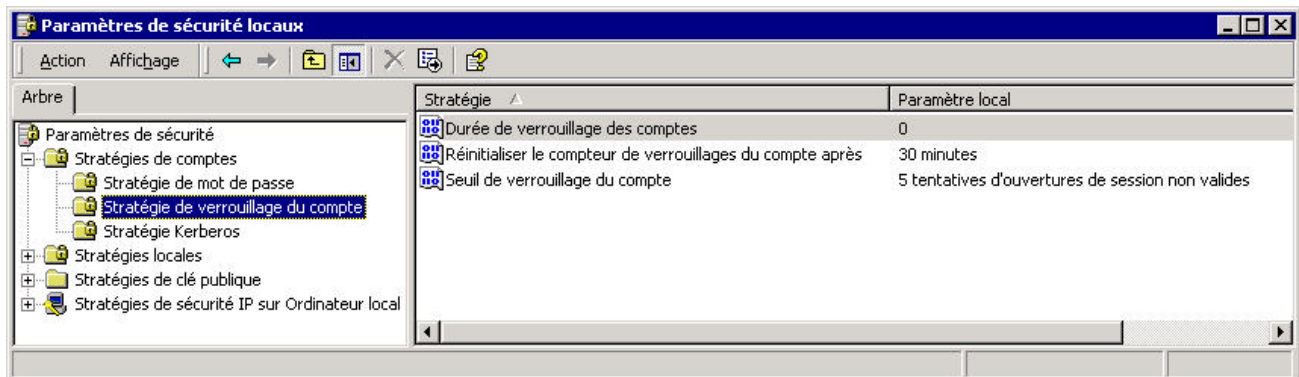 Paramètres de sécurité locaux
Action Affichage
Arbre
Stratégie Paramètre local
Paramètres de sécurité
Stratégies de comptes
Stratégie de mot de passe
Stratégie de verrouillage du compte
Stratégie Kerberos
Stratégies locales
Stratégies de clé publique
Stratégies de sécurité IP sur Ordinateur local
Durée de verrouillage des comptes 0
Réinitialiser le compteur de verrouillages du compte après 30 minutes
Seuil de verrouillage du compte 5 tentatives d'ouvertures de session non valides